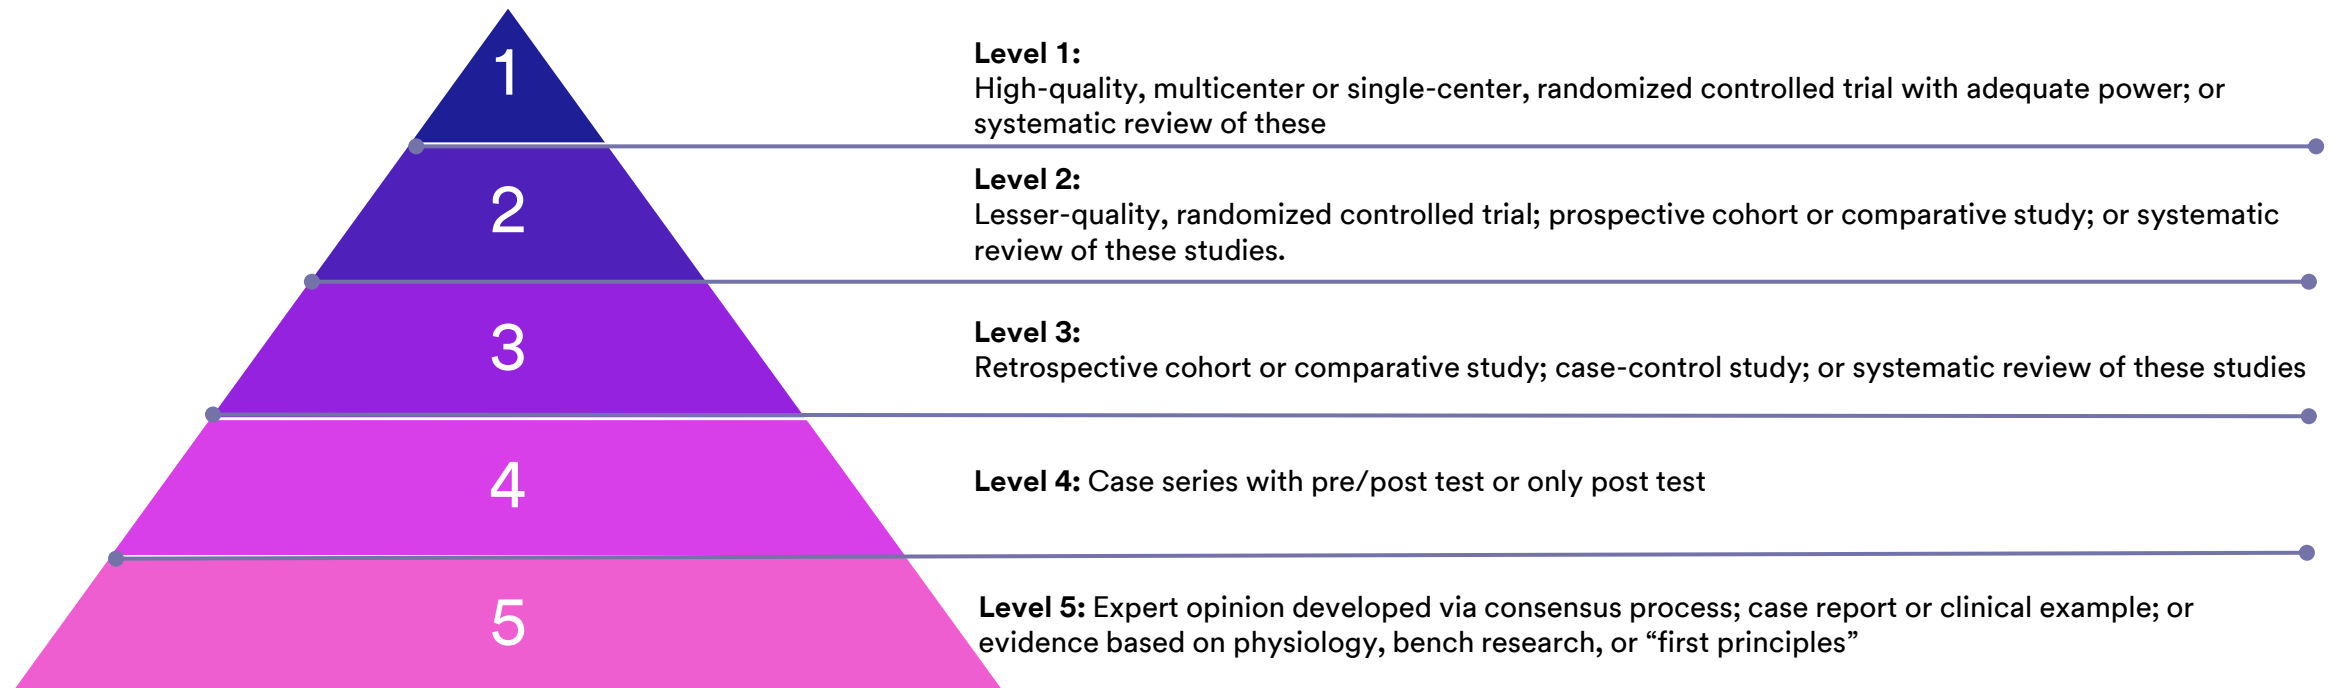 1
Level 1:
High-quality, multicenter or single-center, randomized controlled trial with adequate power; or
systematic review of these
2
Level 2:
Lesser-quality, randomized controlled trial; prospective cohort or comparative study; or systematic
review of these studies.
3
Level 3:
Retrospective cohort or comparative study; case-control study; or systematic review of these studies
4
Level 4: Case series with pre/post test or only post test
5
Level 5: Expert opinion developed via consensus process; case report or clinical example; or
evidence based on physiology, bench research, or “first principles”